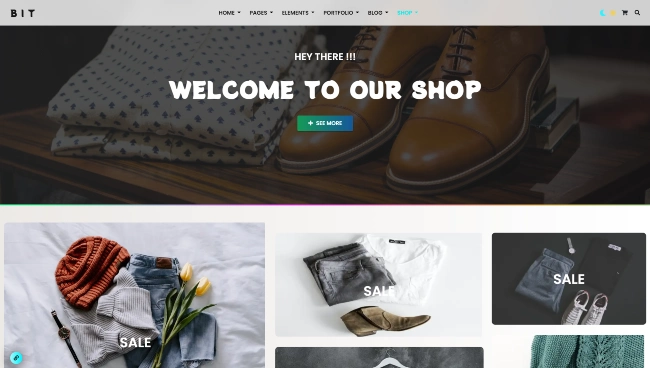 BIT
HOME
PAGES
ELEMENTS
PORTFOLIO
BLOG
SHOP
HEY THERE !!!
WELCOME TO OUR SHOP
+ SEE MORE
SALE
SALE
SALE